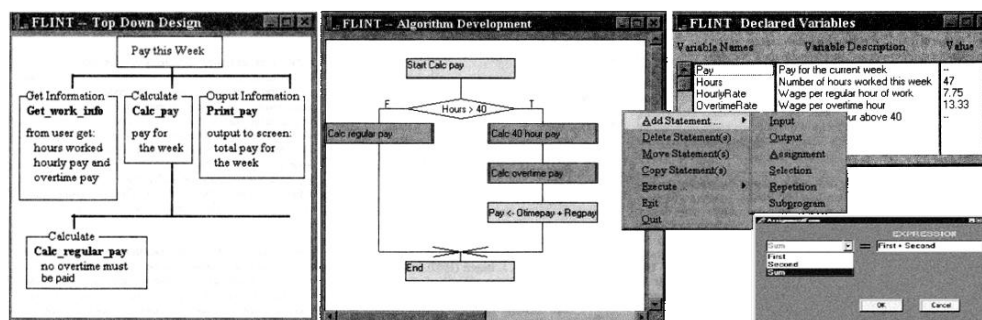 FLINT -- Top Down Design
Pay this Week
Get Information
Get_work_info
from user get:
hours worked
hourly pay and
overtime pay
Calculate
Calc_pay
pay for
the week
Ouput Information
Print_pay
output to screen:
total pay for
the week
Calculate
Calc_regular_pay
no overtime must
be paid
FLINT -- Algorithm Development
Start Calc pay
F
Hours > 40
T
Calc regular pay
Calc 40 hour pay
Calc overtime pay
Pay <- Otimepay + Regpay
End
FLINT Declared Variables
Variable Names Variable Description Value
Pay Pay for the current week --
Hours Number of hours worked this week 47
HourlyRate Wage per regular hour of work 7.75
OvertimeRate Wage per overtime hour 13.33
ur above 40 --
Add Statement ...
Delete Statement(s)
Move Statement(s)
Copy Statement(s)
Execute ...
Exit
Quit
Input
Output
Assignment
Selection
Repetition
Subprogram
EXPRESSION
Sum = First + Second
First
Second
Sum
OK Cancel